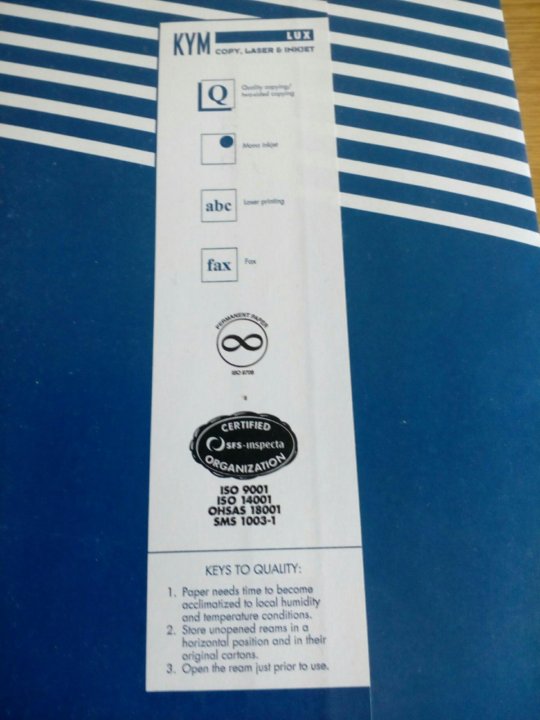 KYM LUX
COPY, LASER & INKJET
Q
Quality copying/
two-sided copying
Mono inkjet
abc
Laser printing
fax
Fax
PERMANENT PAPER
ISO 9706
CERTIFIED
SFS-inspecta
ORGANIZATION
ISO 9001
ISO 14001
OHSAS 18001
SMS 1003-1
KEYS TO QUALITY:
1. Paper needs time to become
acclimatized to local humidity
and temperature conditions.
2. Store unopened reams in a
horizontal position and in their
original cartons.
3. Open the ream just prior to use.